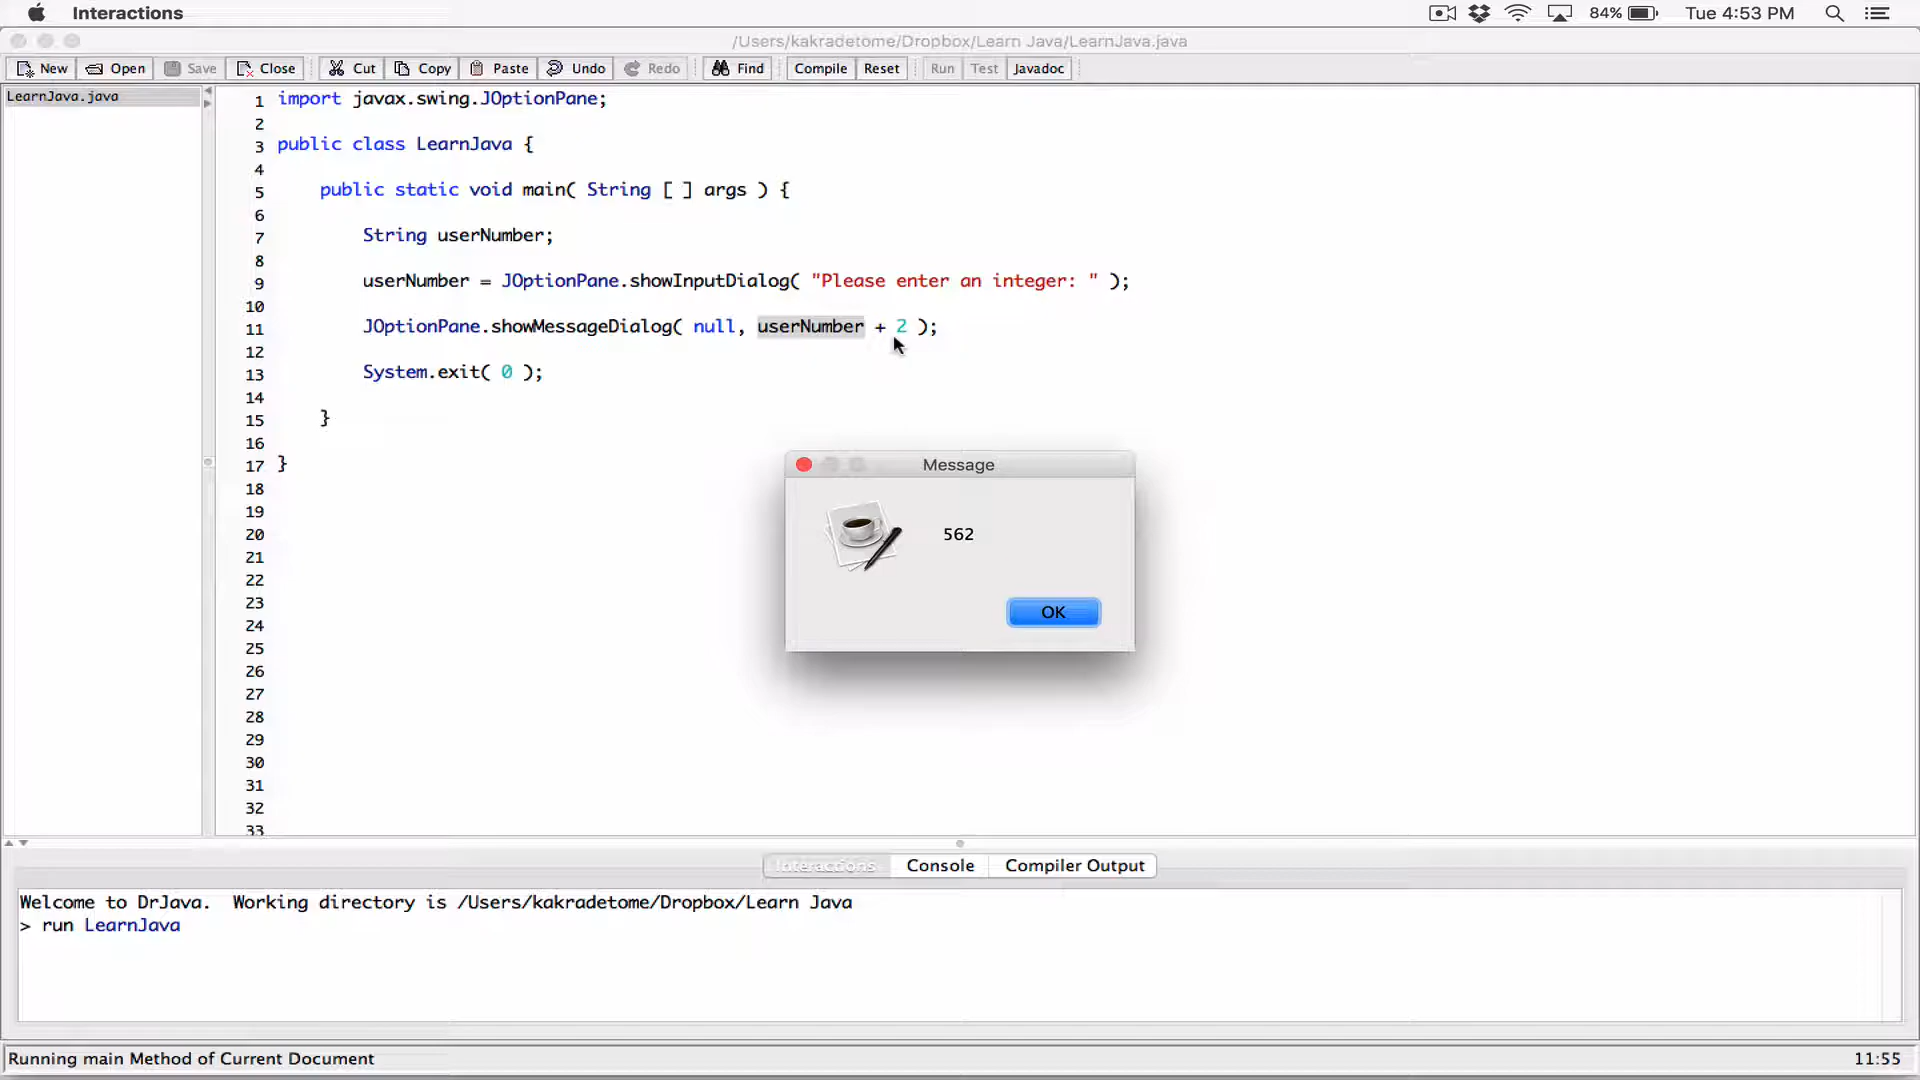 Interactions
84%
Tue 4:53 PM
/Users/kakradetome/Dropbox/Learn Java/LearnJava.java
New
Open
Save
Close
Cut
Copy
Paste
Undo
Redo
Find
Compile
Reset
Run
Test
Javadoc
LearnJava.java
1 import javax.swing.JOptionPane;
2
3 public class LearnJava {
4
5 public static void main( String [ ] args ) {
6
7 String userNumber;
8
9 userNumber = JOptionPane.showInputDialog( "Please enter an integer: " );
10
11 JOptionPane.showMessageDialog( null, userNumber + 2 );
12
13 System.exit( 0 );
14
15 }
16
17 }
18
19
20
21
22
23
24
25
26
27
28
29
30
31
32
33
Message
562
OK
Interactions
Console
Compiler Output
Welcome to DrJava.  Working directory is /Users/kakradetome/Dropbox/Learn Java
> run LearnJava
Running main Method of Current Document
11:55